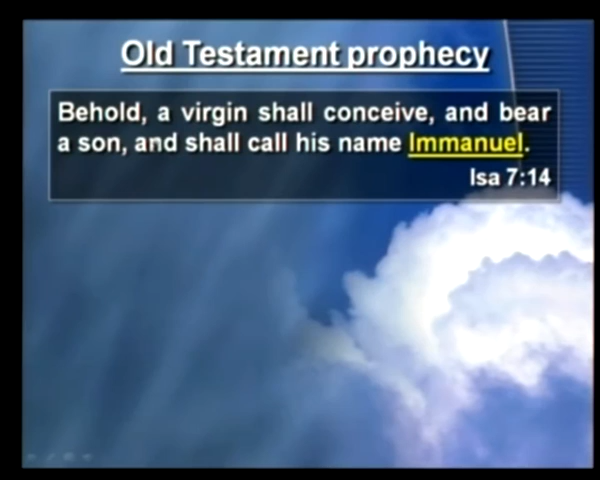 Old Testament prophecy
Behold, a virgin shall conceive, and bear
a son, and shall call his name Immanuel.
Isa 7:14